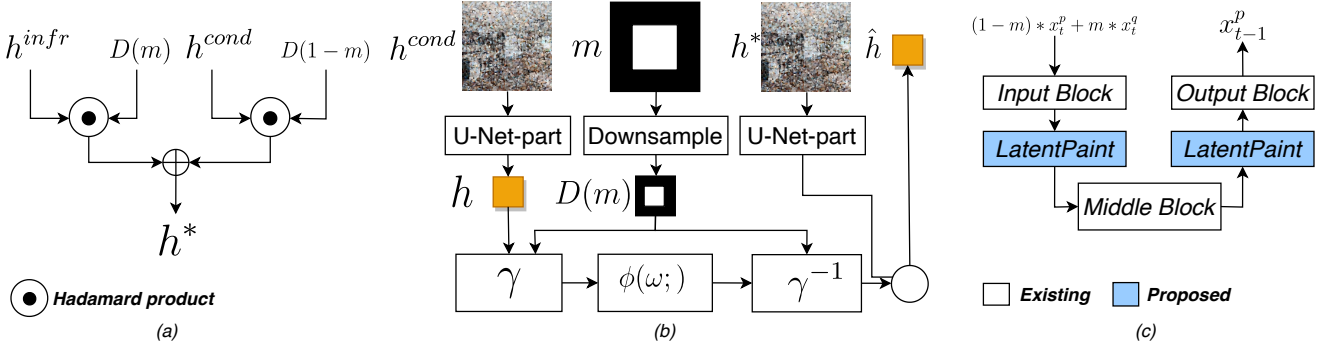 h^{infr} D(m) h^{cond} D(1 − m)
h^*
Hadamard product
(a)
h^{cond} m h^* ĥ
U-Net-part Downsample U-Net-part
h D(m)
γ ϕ(ω; ) γ^{−1}
(b)
(1−m) * x_t^p + m * x_t^q x_{t−1}^p
Input Block Output Block
LatentPaint LatentPaint
Middle Block
Existing Proposed
(c)